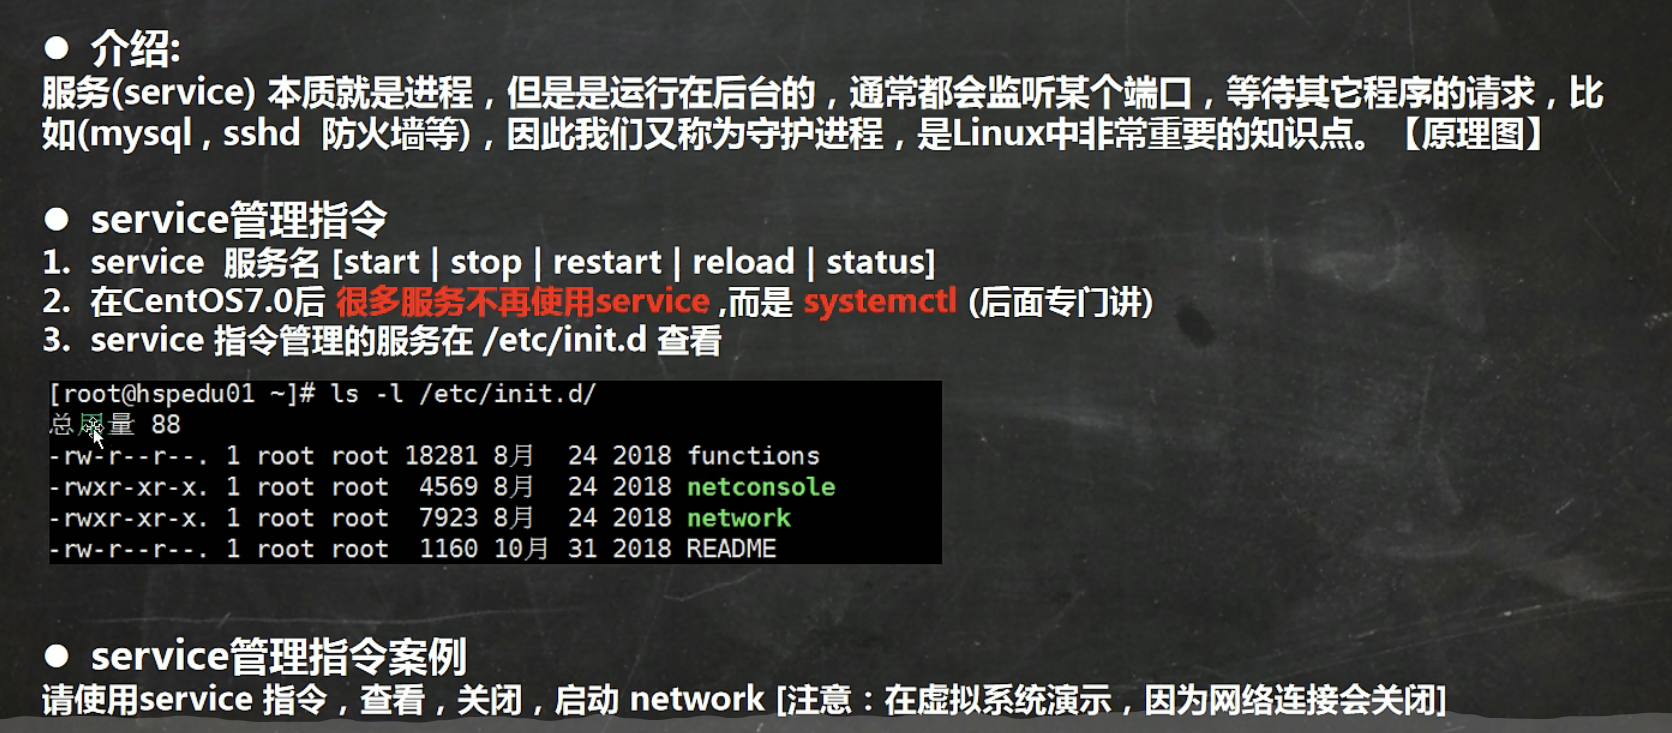 ● 介绍:
服务(service) 本质就是进程，但是是运行在后台的，通常都会监听某个端口，等待其它程序的请求，比
如(mysql , sshd 防火墙等)，因此我们又称为守护进程，是Linux中非常重要的知识点。【原理图】
● service管理指令
1. service 服务名 [start | stop | restart | reload | status]
2. 在CentOS7.0后 很多服务不再使用service ,而是 systemctl (后面专门讲)
3. service 指令管理的服务在 /etc/init.d 查看
[root@hspedu01 ~]# ls -l /etc/init.d/
总用量 88
-rw-r--r--. 1 root root 18281 8月 24 2018 functions
-rwxr-xr-x. 1 root root 4569 8月 24 2018 netconsole
-rwxr-xr-x. 1 root root 7923 8月 24 2018 network
-rw-r--r--. 1 root root 1160 10月 31 2018 README
● service管理指令案例
请使用service 指令，查看，关闭，启动 network [注意：在虚拟系统演示，因为网络连接会关闭]